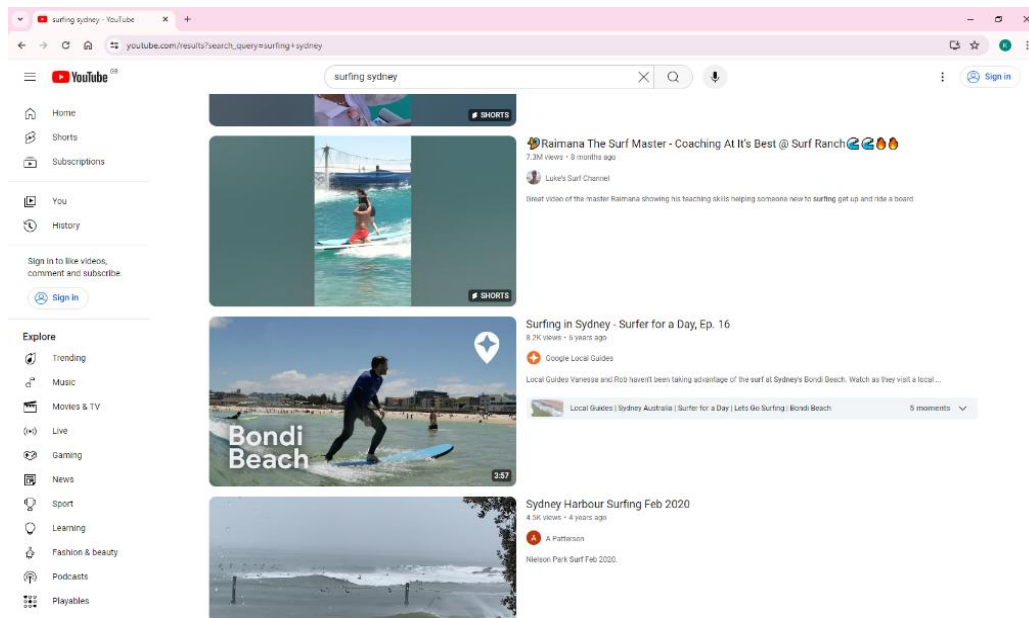 surfing sydney - YouTube
youtube.com/results?search_query=surfing+sydney
K
YouTube GB
surfing sydney
Sign in
Home
Shorts
Subscriptions
You
History
Sign in to like videos,
comment and subscribe.
Sign in
Explore
Trending
Music
Movies & TV
Live
Gaming
News
Sport
Learning
Fashion & beauty
Podcasts
Playables
SHORTS
SHORTS
Raimana The Surf Master - Coaching At It's Best @ Surf Ranch
7.3M views • 8 months ago
Luke's Surf Channel
Great video of the master Raimana showing his teaching skills helping someone new to surfing get up and ride a board.
Bondi
Beach
3:57
Surfing in Sydney - Surfer for a Day, Ep. 16
8.2K views • 6 years ago
Google Local Guides
Local Guides Vanessa and Rob haven't been taking advantage of the surf at Sydney's Bondi Beach. Watch as they visit a local ...
Local Guides | Sydney Australia | Surfer for a Day | Lets Go Surfing | Bondi Beach
5 moments
Sydney Harbour Surfing Feb 2020
4.5K views • 4 years ago
A
A Patterson
Nielson Park Surf Feb 2020.